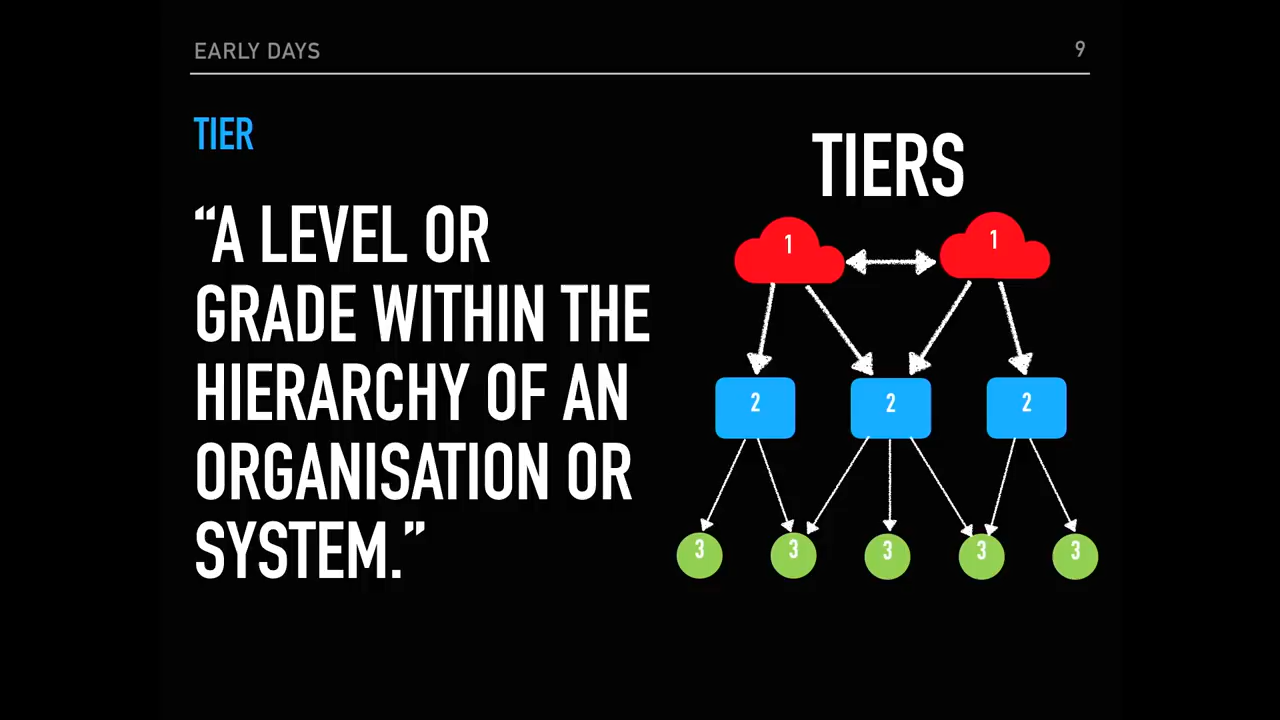 EARLY DAYS
9
TIER
“A LEVEL OR
GRADE WITHIN THE
HIERARCHY OF AN
ORGANISATION OR
SYSTEM.”
TIERS
1 1
2 2 2
3 3 3 3 3